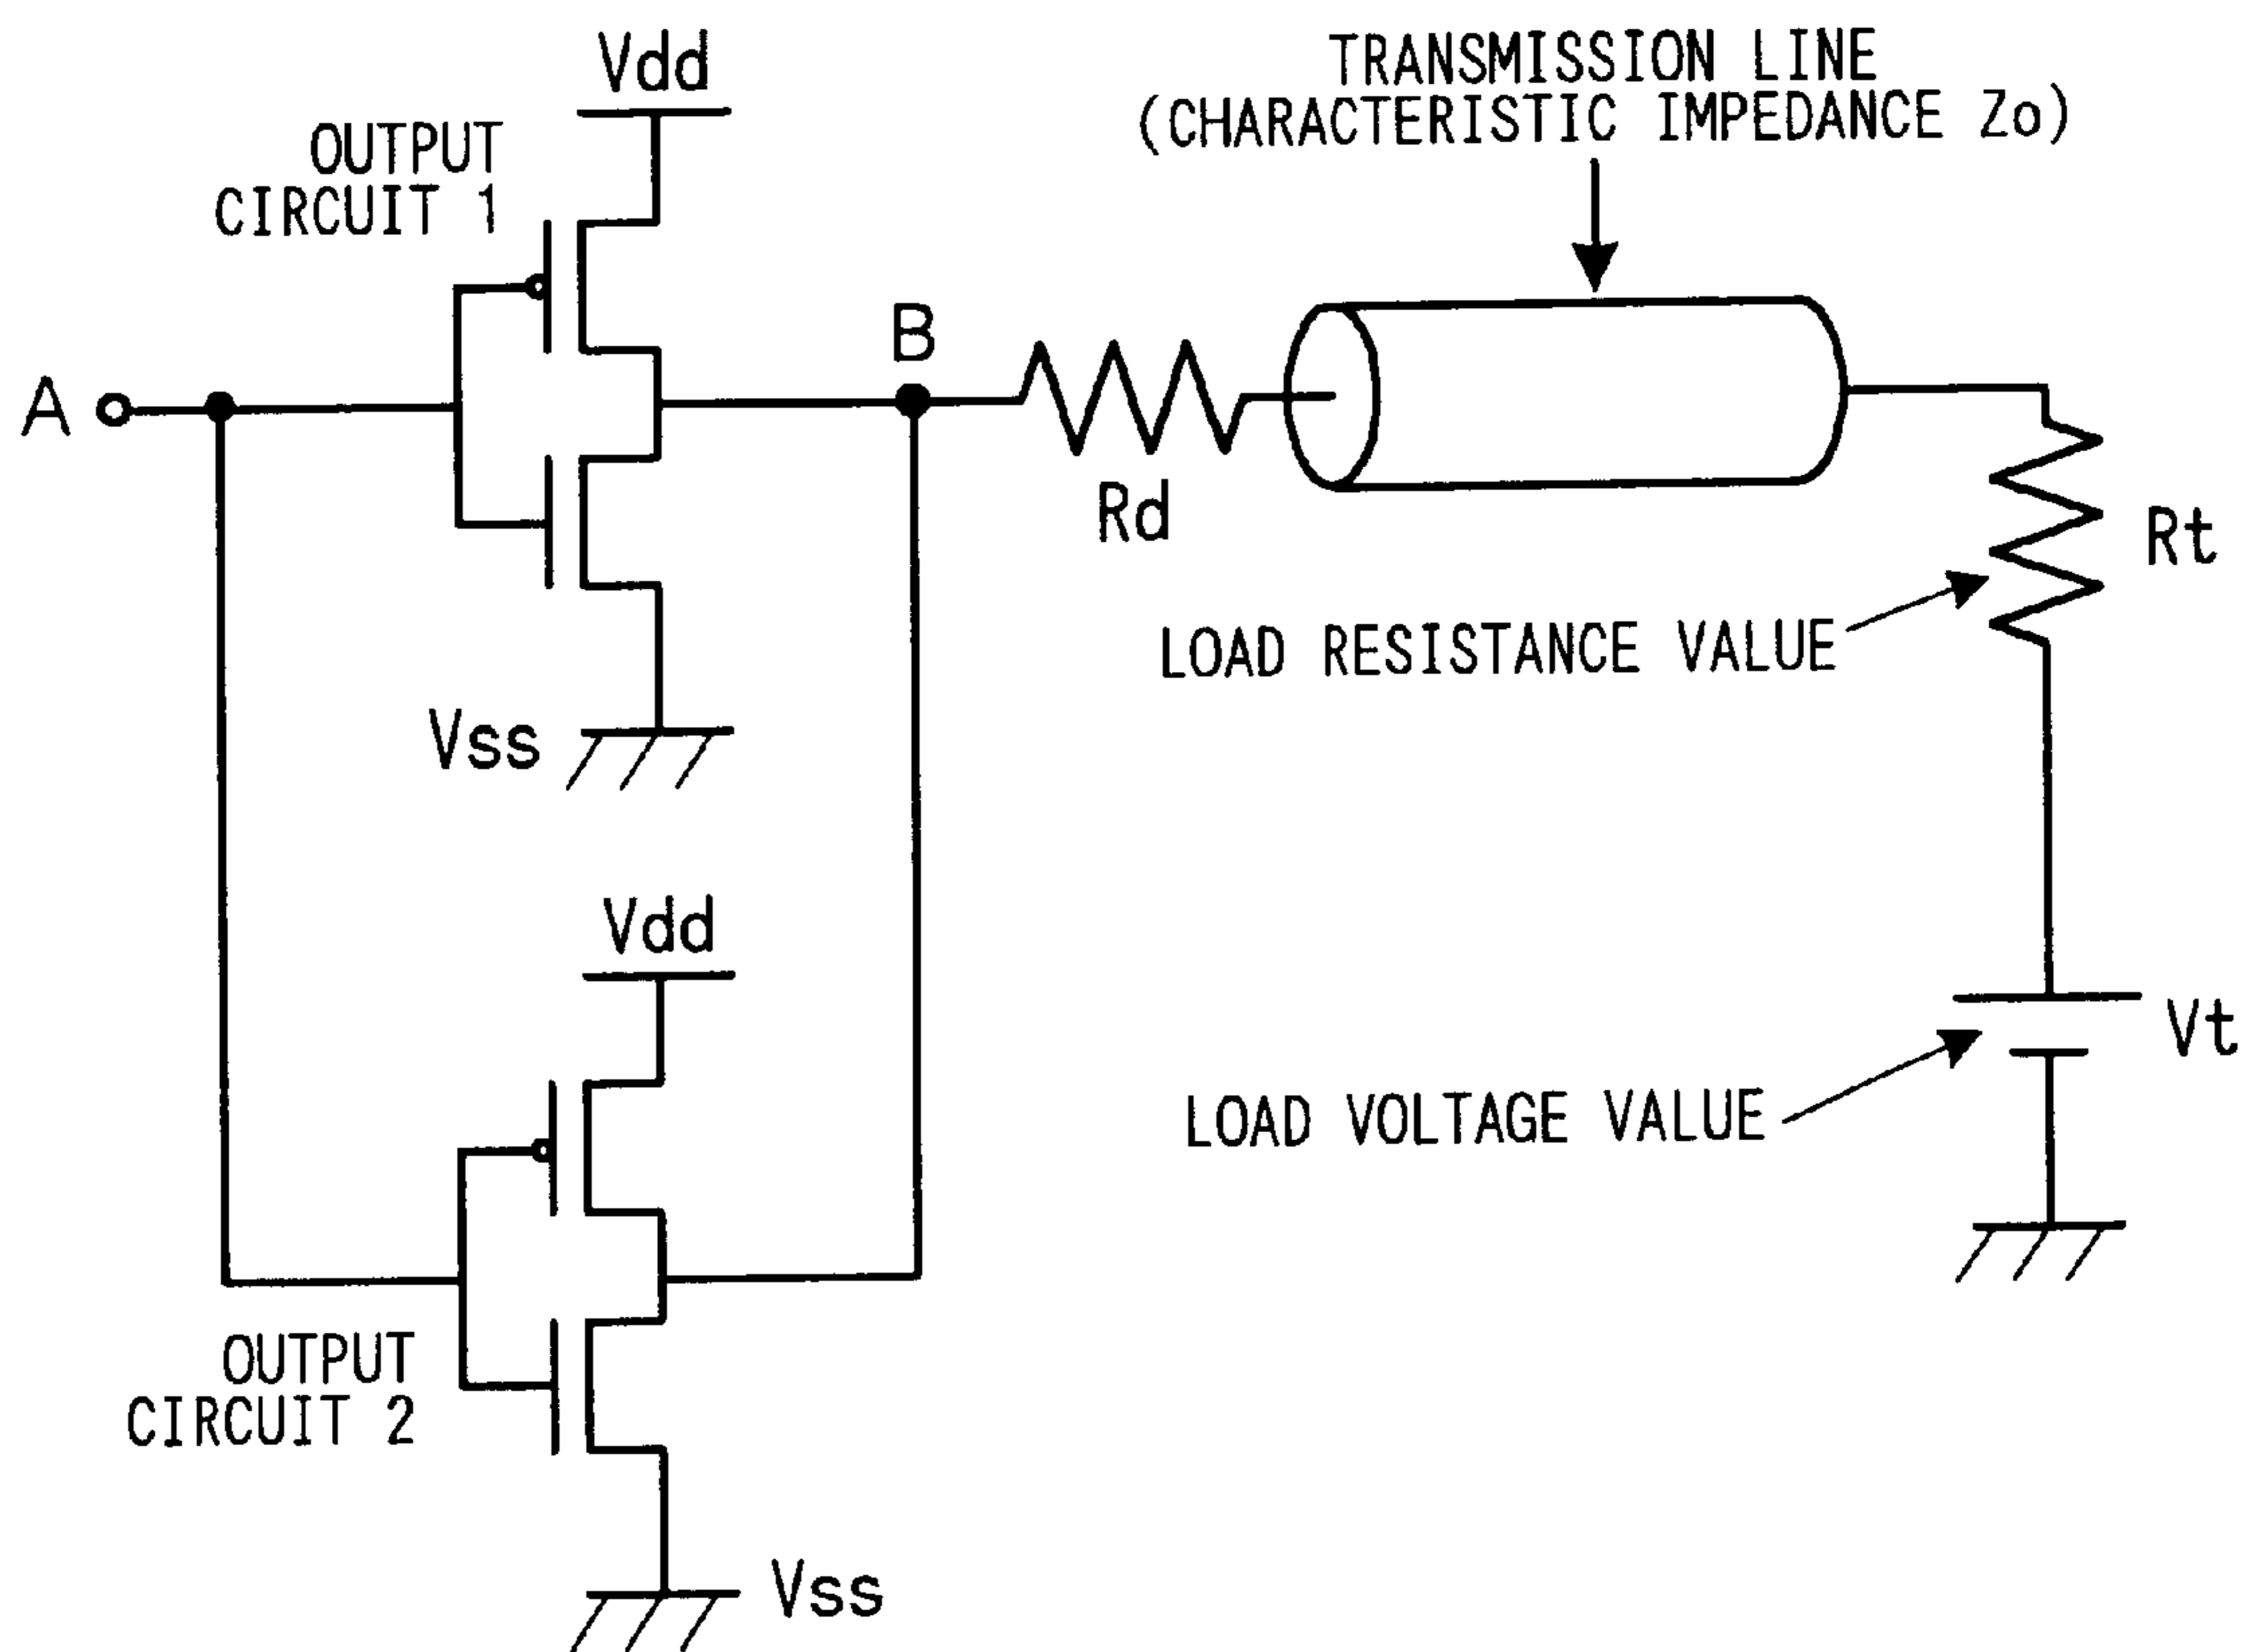 Vdd
TRANSMISSION LINE
(CHARACTERISTIC IMPEDANCE Zo)
OUTPUT
CIRCUIT 1
B
A
Rd
Rt
LOAD RESISTANCE VALUE
Vss
Vdd
Vt
LOAD VOLTAGE VALUE
OUTPUT
CIRCUIT 2
Vss